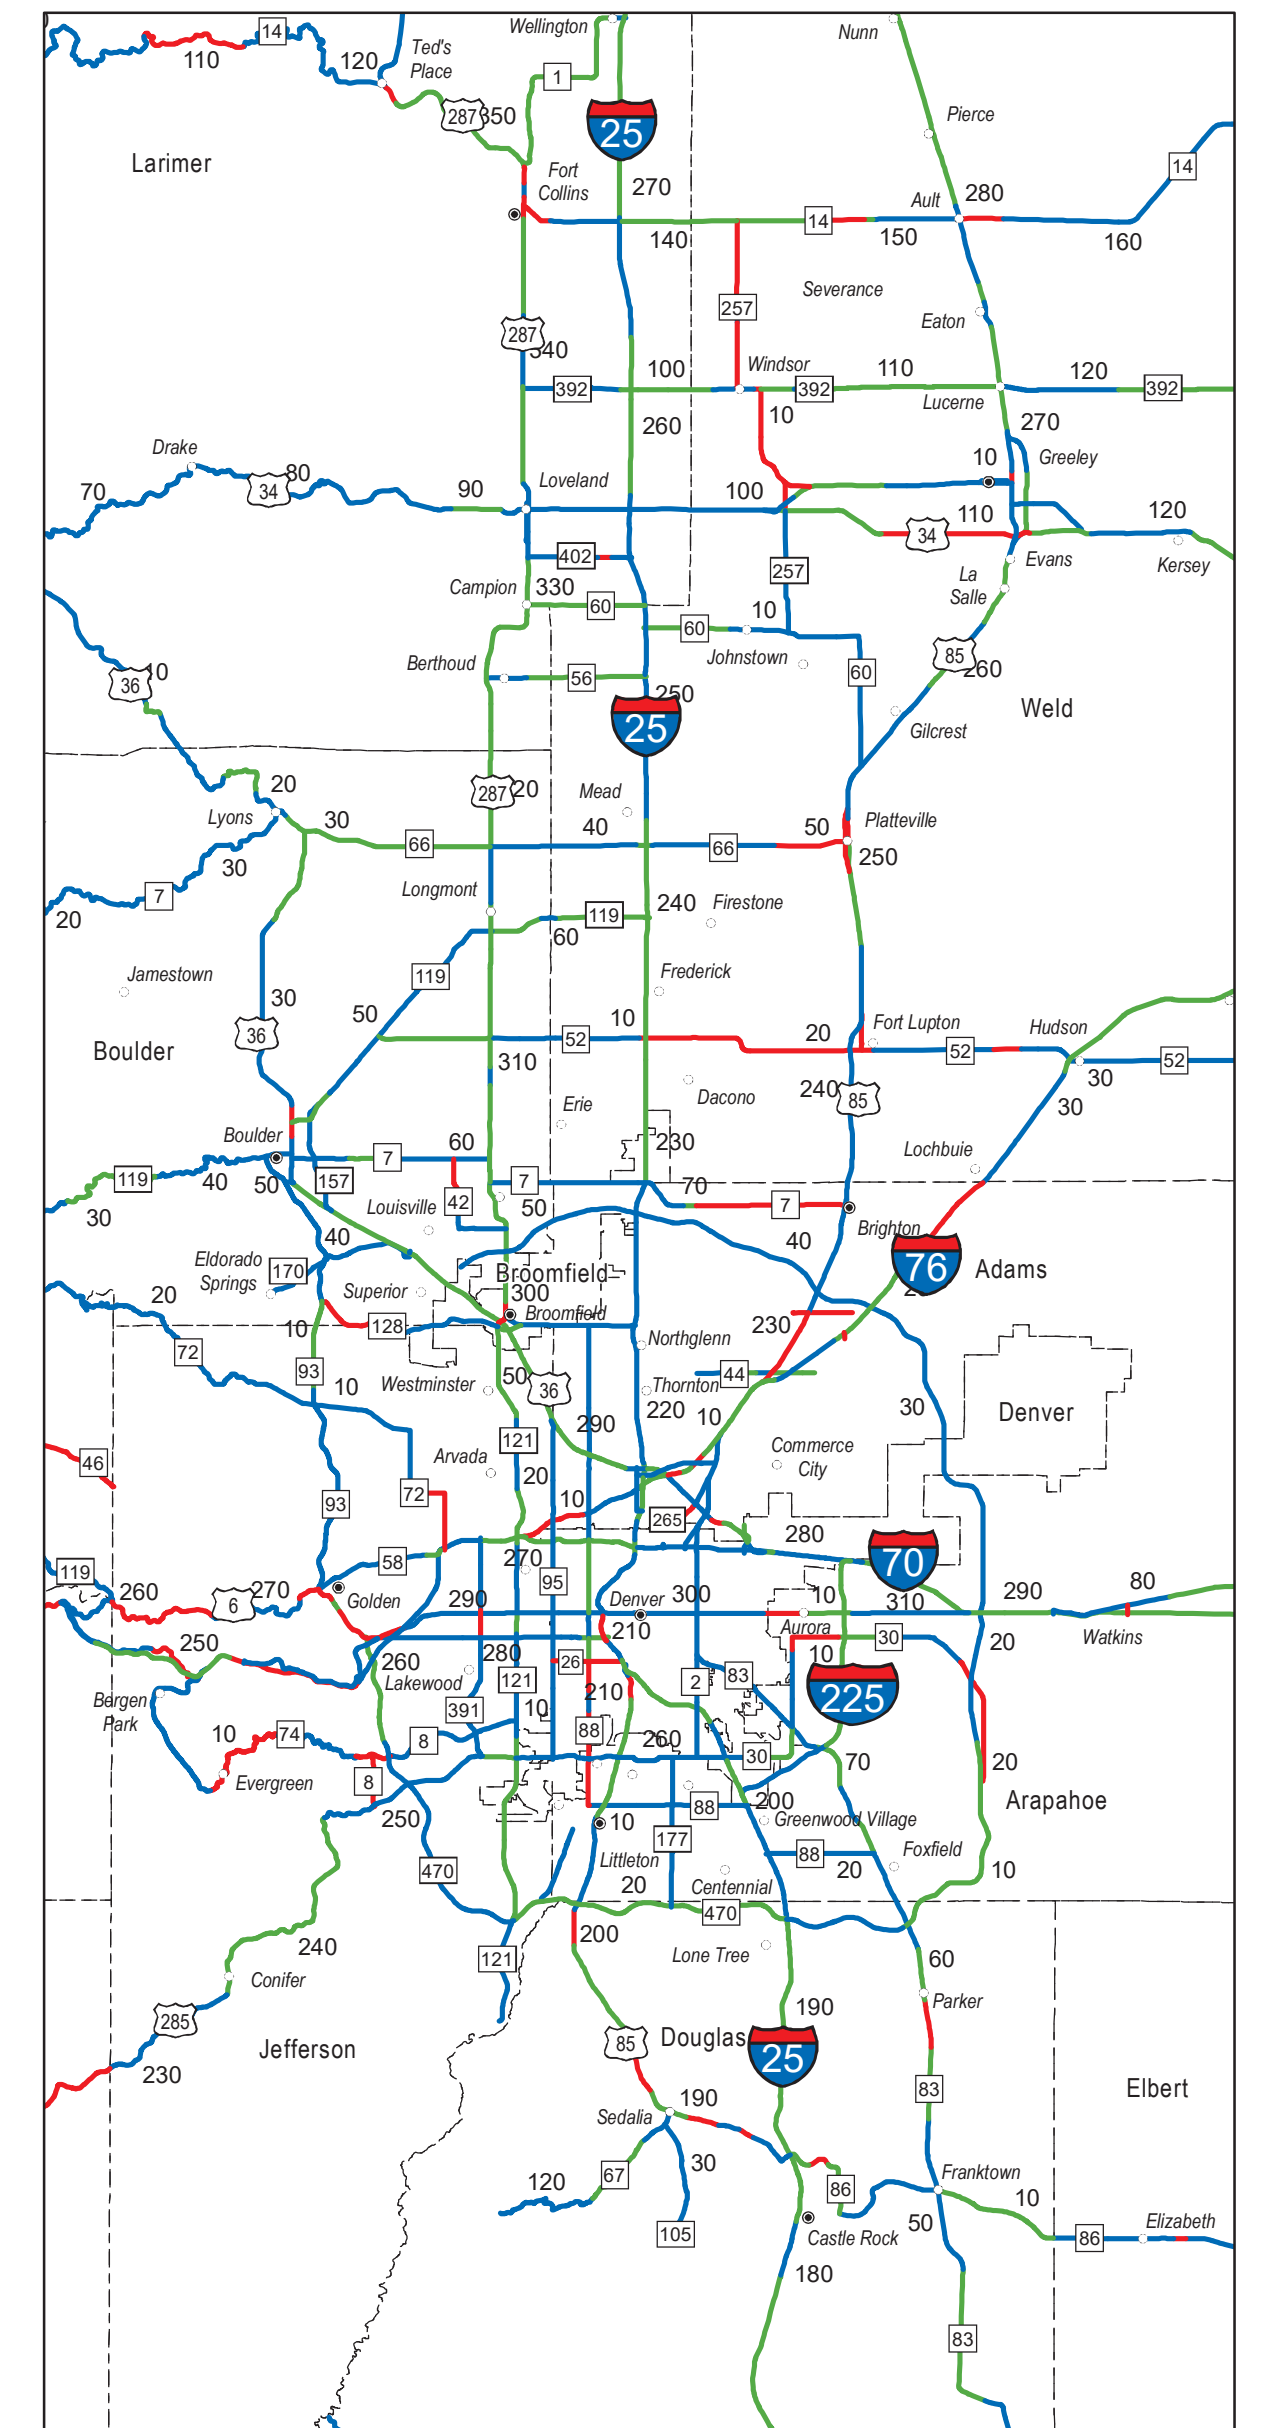 Wellington
Nunn
14
110
120
Ted's
Place
1
287
350
25
Pierce
14
Larimer
Fort
Collins
270
Ault
280
14
140
150
160
257
Severance
287
340
Eaton
Windsor
392
100
392
110
120
392
Lucerne
10
270
260
Drake
10
Greeley
34
80
70
90
Loveland
100
110
34
120
Evans
Kersey
402
257
La
Salle
Campion
330
60
10
60
Johnstown
Berthoud
56
60
85
260
36
250
25
Weld
Gilcrest
287
20
Mead
20
Lyons
30
66
40
66
50
Platteville
250
30
7
20
Longmont
119
240
Firestone
60
Jamestown
119
Frederick
30
50
10
20
Fort Lupton
Hudson
36
Boulder
52
52
52
310
30
240
85
30
Dacono
Erie
Boulder
60
230
Lochbuie
7
119
40
50
157
7
70
30
42
50
7
Louisville
Brighton
40
40
Eldorado
Springs
170
76
Adams
Superior
Broomfield
20
300
Broomfield
10
128
230
72
Northglenn
93
50
44
10
Westminster
36
Thornton
220
10
30
Denver
290
121
Commerce
City
46
Arvada
20
72
93
10
265
280
58
270
70
119
95
260
6
270
Golden
290
Denver
300
10
310
290
80
Aurora
210
Watkins
250
280
30
20
260
26
10
Lakewood
121
2
83
225
Bergen
Park
391
210
10
10
74
8
88
260
30
70
20
Evergreen
8
Arapahoe
250
88
200
Greenwood Village
10
177
470
Littleton
88
20
Foxfield
10
20
Centennial
470
200
240
121
Lone Tree
60
Conifer
Parker
285
190
Jefferson
85
Douglas
25
230
83
Elbert
190
Sedalia
30
67
Franktown
120
86
10
50
Elizabeth
105
Castle Rock
86
180
83